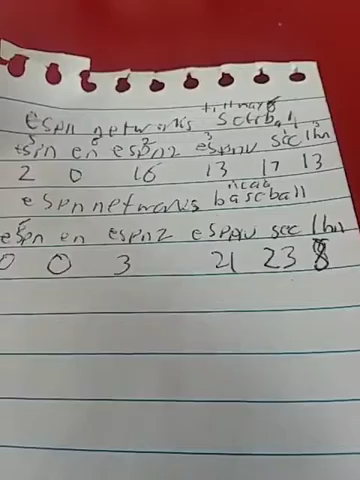 espn networks softball
espn en espn2 espnu sec lhn
2 0 16 13 17 13
ncaa
espn networks baseball
espn en espn2 espnu sec lhn
0 0 3 21 23 8